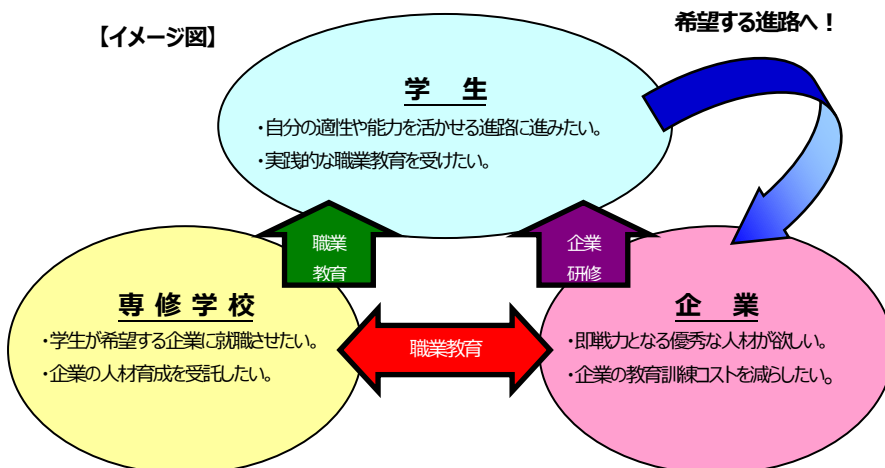 【イメージ図】
希望する進路へ！
学　生
・自分の適性や能力を活かせる進路に進みたい。
・実践的な職業教育を受けたい。
職業
教育
企業
研修
専修学校
・学生が希望する企業に就職させたい。
・企業の人材育成を受託したい。
職業教育
企　業
・即戦力となる優秀な人材が欲しい。
・企業の教育訓練コストを減らしたい。